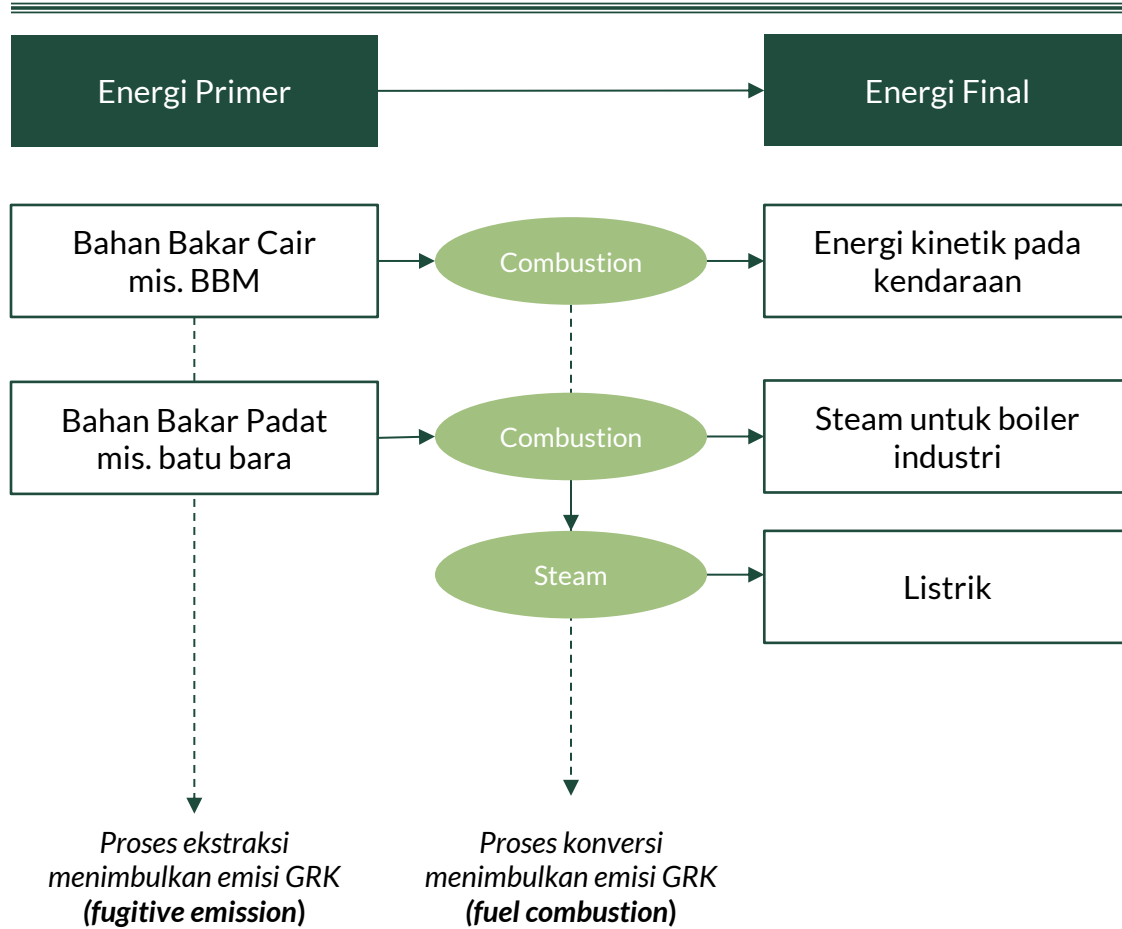 Energi Primer
Energi Final
Bahan Bakar Cair
mis. BBM
Combustion
Energi kinetik pada
kendaraan
Bahan Bakar Padat
mis. batu bara
Combustion
Steam untuk boiler
industri
Steam
Listrik
Proses ekstraksi
menimbulkan emisi GRK
(fugitive emission)
Proses konversi
menimbulkan emisi GRK
(fuel combustion)